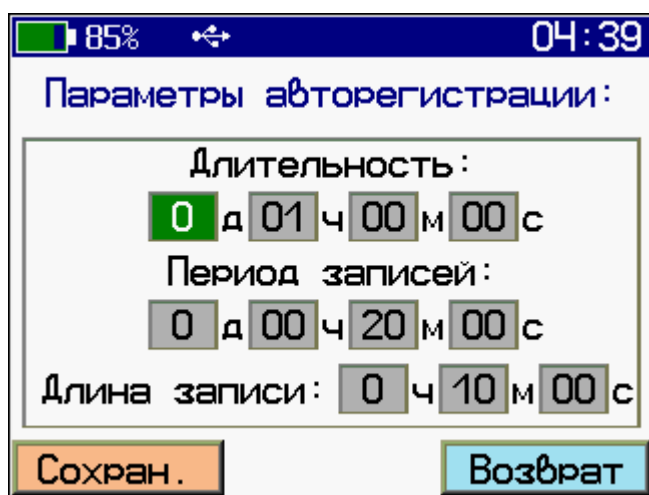 85% 04:39
Параметры авторегистрации:
Длительность:
0 д 01 ч 00 м 00 с
Период записей:
0 д 00 ч 20 м 00 с
Длина записи: 0 ч 10 м 00 с
Сохран. Возврат